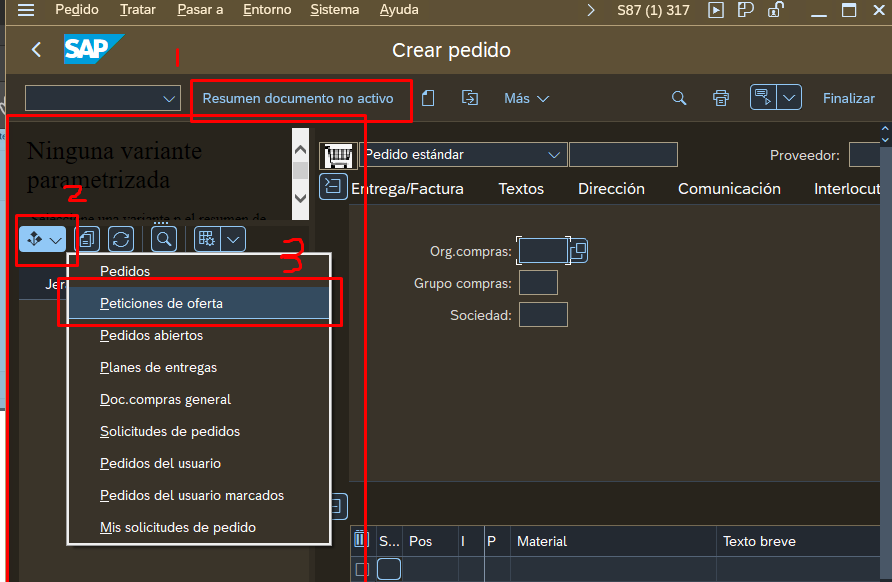 Pedido Tratar Pasar a Entorno Sistema Ayuda S87 (1) 317
SAP Crear pedido
1
Resumen documento no activo Más Finalizar
Ninguna variante
parametrizada
Pedido estándar Proveedor:
2
Entrega/Factura Textos Dirección Comunicación Interlocut
3
Org.compras:
Pedidos
Grupo compras:
Peticiones de oferta
Sociedad:
Pedidos abiertos
Planes de entregas
Doc.compras general
Solicitudes de pedidos
Pedidos del usuario
Pedidos del usuario marcados
Mis solicitudes de pedido
S... Pos I P Material Texto breve